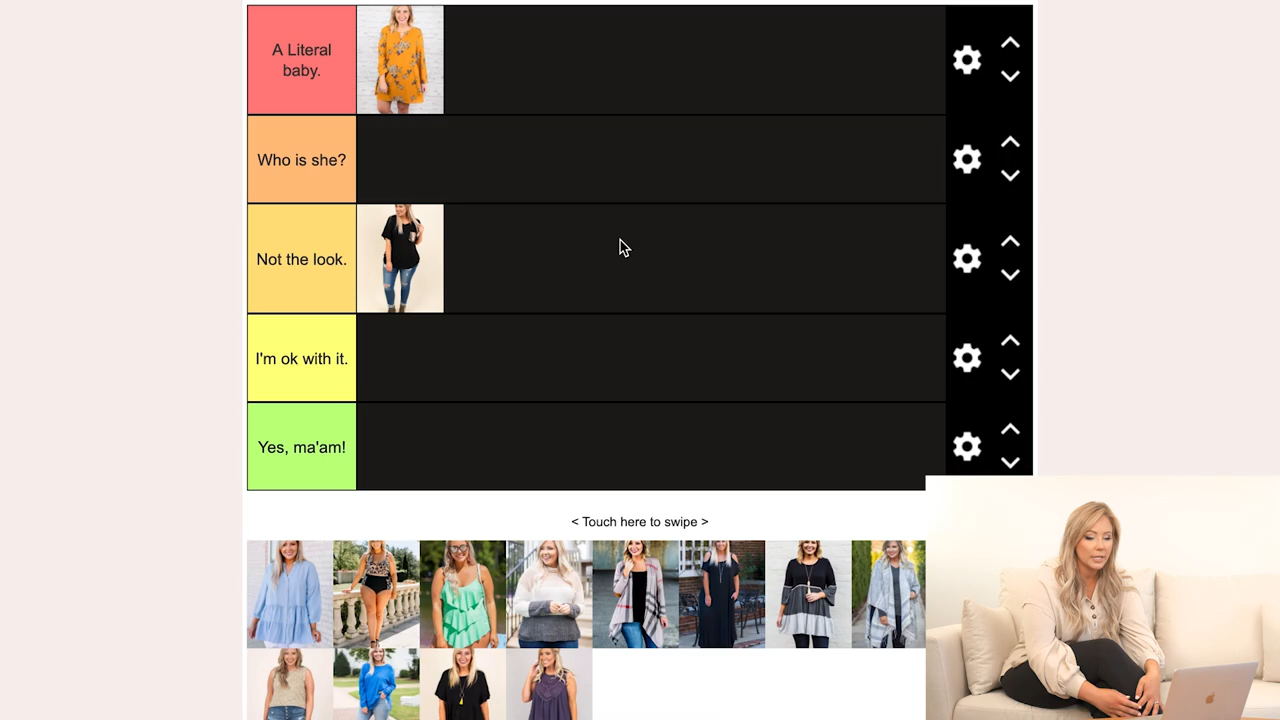 A Literal
baby.
Who is she?
Not the look.
I'm ok with it.
Yes, ma'am!
< Touch here to swipe >